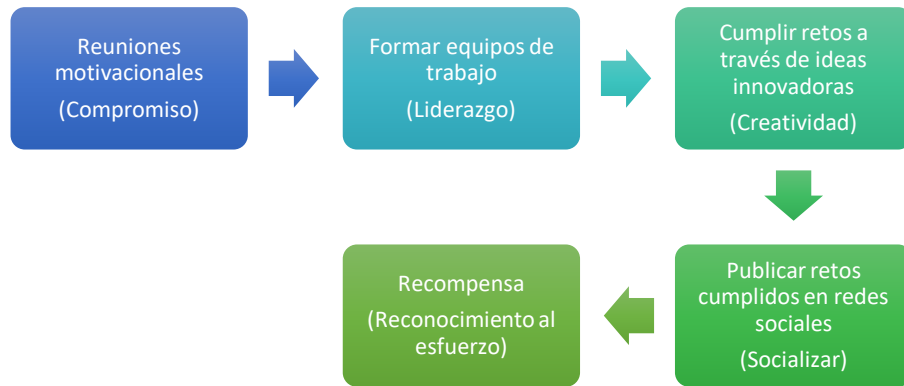 Reuniones
motivacionales
(Compromiso)
Formar equipos de
trabajo
(Liderazgo)
Cumplir retos a
través de ideas
innovadoras
(Creatividad)
Publicar retos
cumplidos en redes
sociales
(Socializar)
Recompensa
(Reconocimiento al
esfuerzo)